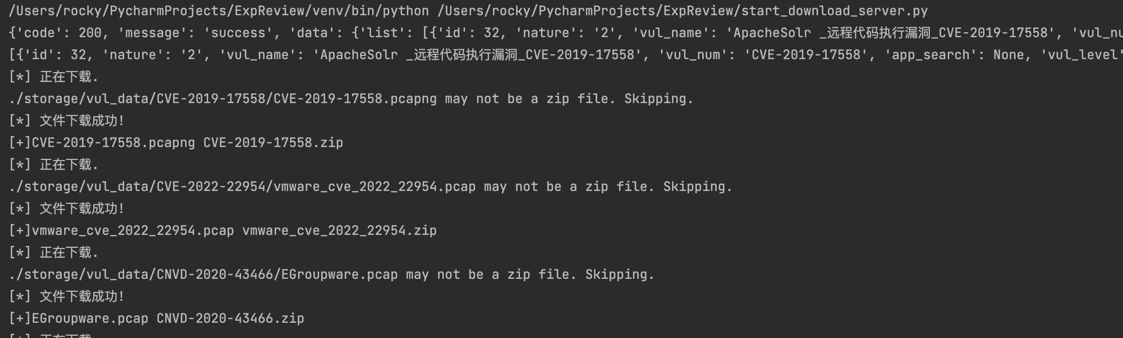 /Users/rocky/PycharmProjects/ExpReview/venv/bin/python /Users/rocky/PycharmProjects/ExpReview/start_download_server.py
{'code': 200, 'message': 'success', 'data': {'list': [{'id': 32, 'nature': '2', 'vul_name': 'ApacheSolr _远程代码执行漏洞_CVE-2019-17558', 'vul_nu
[{'id': 32, 'nature': '2', 'vul_name': 'ApacheSolr _远程代码执行漏洞_CVE-2019-17558', 'vul_num': 'CVE-2019-17558', 'app_search': None, 'vul_level'
[*] 正在下载.
./storage/vul_data/CVE-2019-17558/CVE-2019-17558.pcapng may not be a zip file. Skipping.
[*] 文件下载成功!
[+]CVE-2019-17558.pcapng CVE-2019-17558.zip
[*] 正在下载.
./storage/vul_data/CVE-2022-22954/vmware_cve_2022_22954.pcap may not be a zip file. Skipping.
[*] 文件下载成功!
[+]vmware_cve_2022_22954.pcap vmware_cve_2022_22954.zip
[*] 正在下载.
./storage/vul_data/CNVD-2020-43466/EGroupware.pcap may not be a zip file. Skipping.
[*] 文件下载成功!
[+]EGroupware.pcap CNVD-2020-43466.zip
[*] 正在下载.